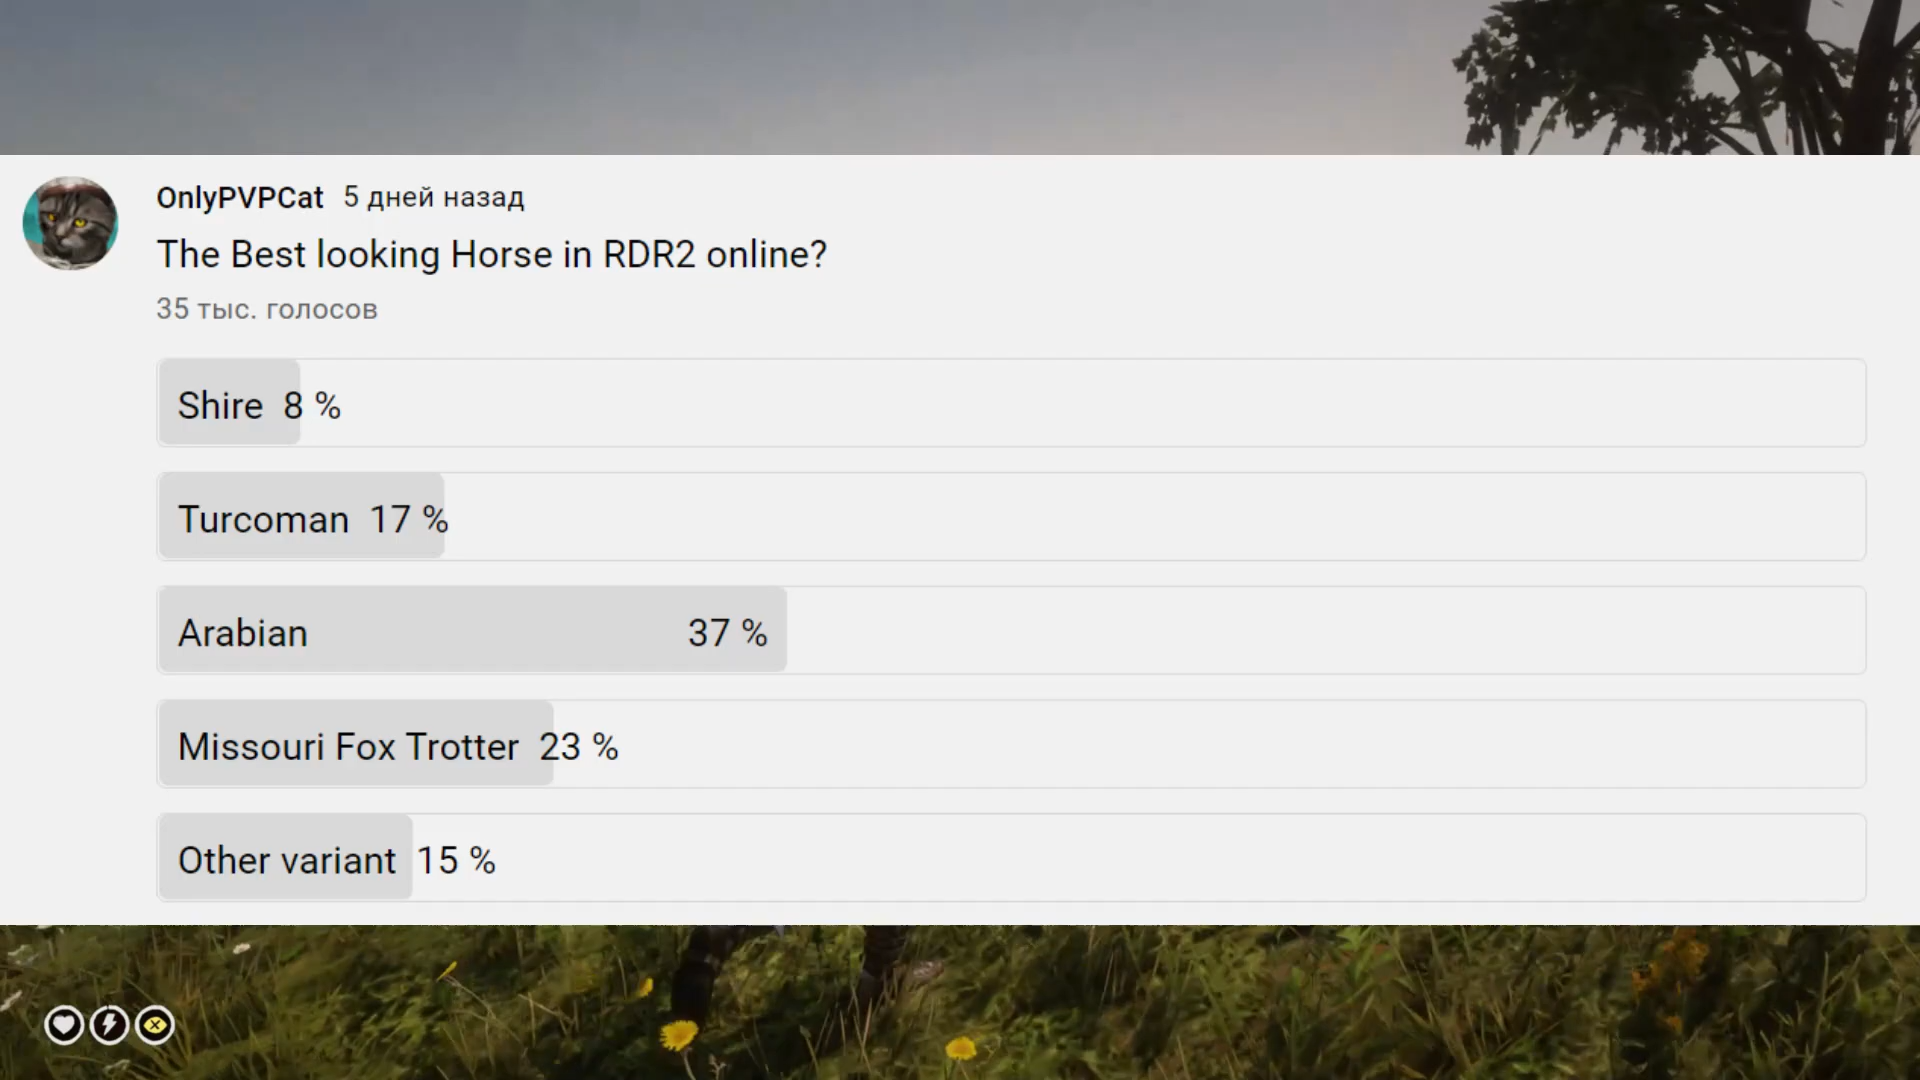 OnlyPVPCat 5 дней назад
The Best looking Horse in RDR2 online?
35 тыс. голосов
Shire 8 %
Turcoman 17 %
Arabian 37 %
Missouri Fox Trotter 23 %
Other variant 15 %